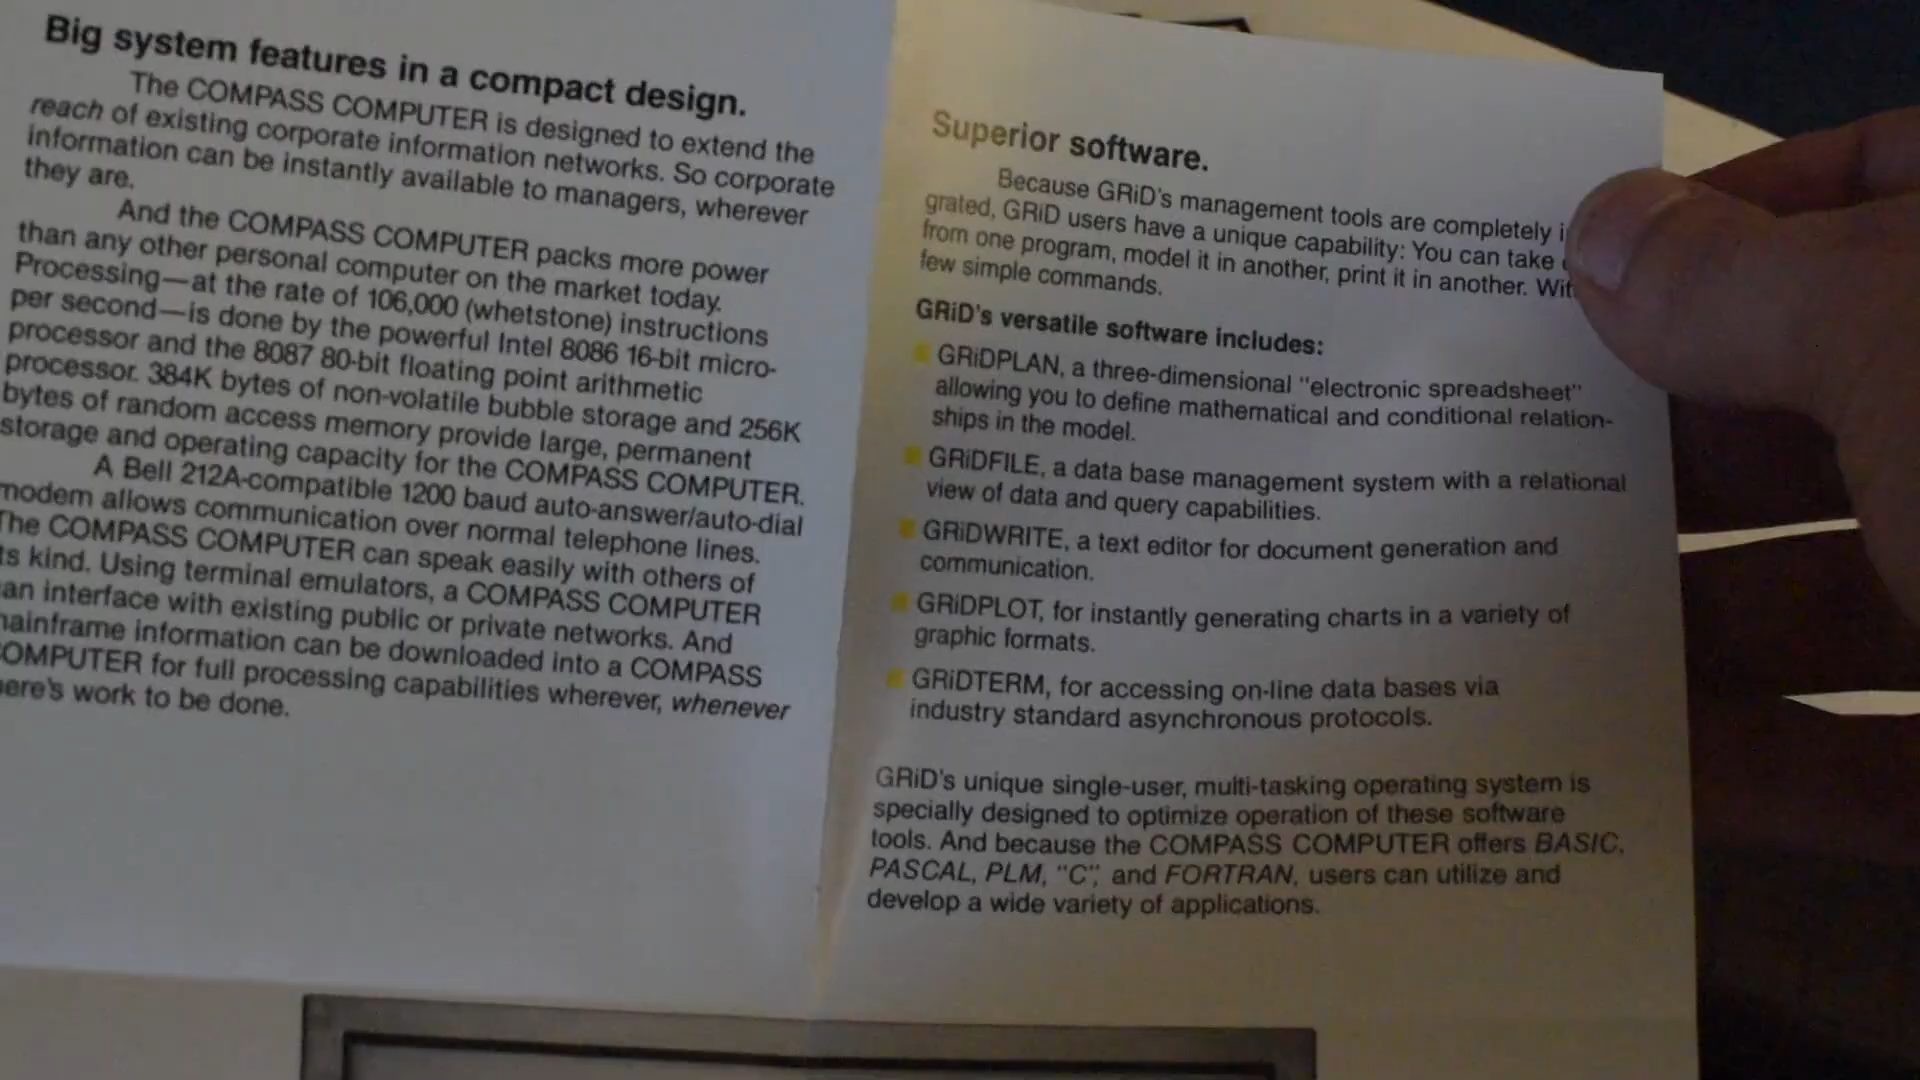 Big system features in a compact design.
The COMPASS COMPUTER is designed to extend the
reach of existing corporate information networks. So corporate
information can be instantly available to managers, wherever
they are.
And the COMPASS COMPUTER packs more power
than any other personal computer on the market today.
Processing—at the rate of 106,000 (whetstone) instructions
per second—is done by the powerful Intel 8086 16-bit micro-
processor and the 8087 80-bit floating point arithmetic
processor. 384K bytes of non-volatile bubble storage and 256K
bytes of random access memory provide large, permanent
storage and operating capacity for the COMPASS COMPUTER.
A Bell 212A-compatible 1200 baud auto-answer/auto-dial
modem allows communication over normal telephone lines.
The COMPASS COMPUTER can speak easily with others of
ts kind. Using terminal emulators, a COMPASS COMPUTER
an interface with existing public or private networks. And
mainframe information can be downloaded into a COMPASS
COMPUTER for full processing capabilities wherever, whenever
here's work to be done.
Superior software.
Because GRiD's management tools are completely
grated, GRiD users have a unique capability: You can take
from one program, model it in another, print it in another. Wit
few simple commands.
GRiD's versatile software includes:
GRiDPLAN, a three-dimensional "electronic spreadsheet"
allowing you to define mathematical and conditional relation-
ships in the model.
GRiDFILE, a data base management system with a relational
view of data and query capabilities.
GRiDWRITE, a text editor for document generation and
communication.
GRiDPLOT, for instantly generating charts in a variety of
graphic formats.
GRiDTERM, for accessing on-line data bases via
industry standard asynchronous protocols.
GRiD's unique single-user, multi-tasking operating system is
specially designed to optimize operation of these software
tools. And because the COMPASS COMPUTER offers BASIC,
PASCAL, PLM, "C", and FORTRAN, users can utilize and
develop a wide variety of applications.